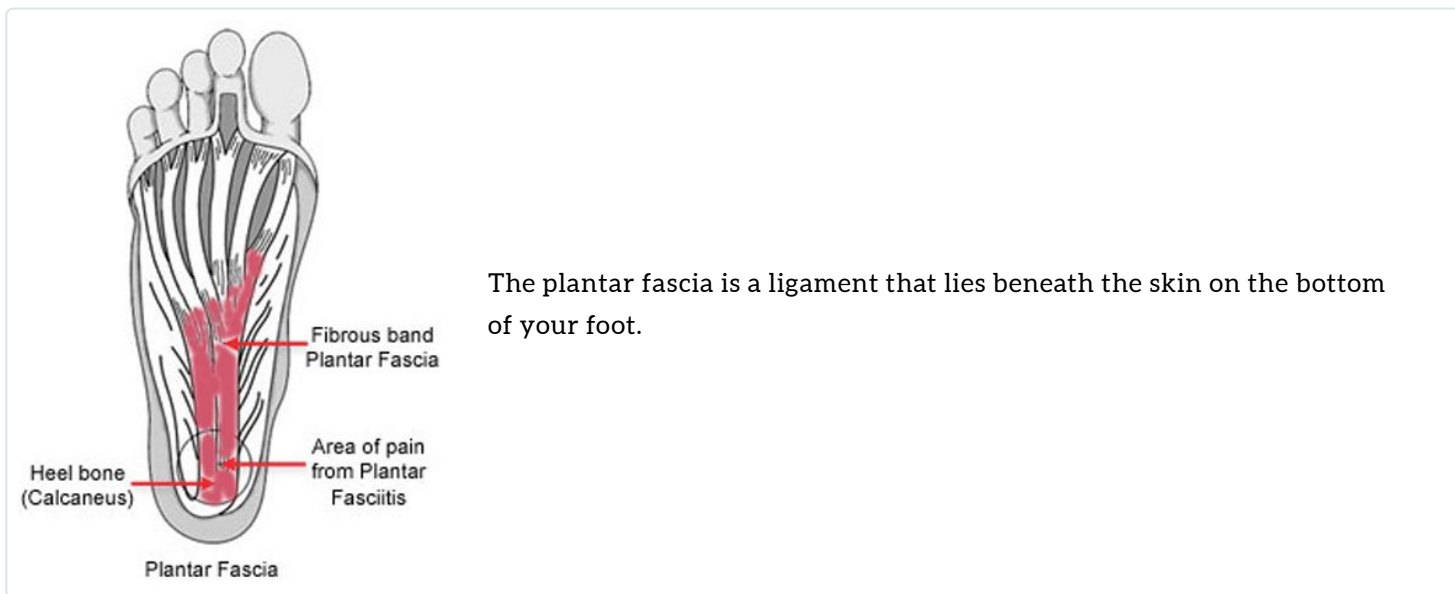 Fibrous band
Plantar Fascia
Area of pain
from Plantar
Fasciitis
Heel bone
(Calcaneus)
Plantar Fascia
The plantar fascia is a ligament that lies beneath the skin on the bottom
of your foot.